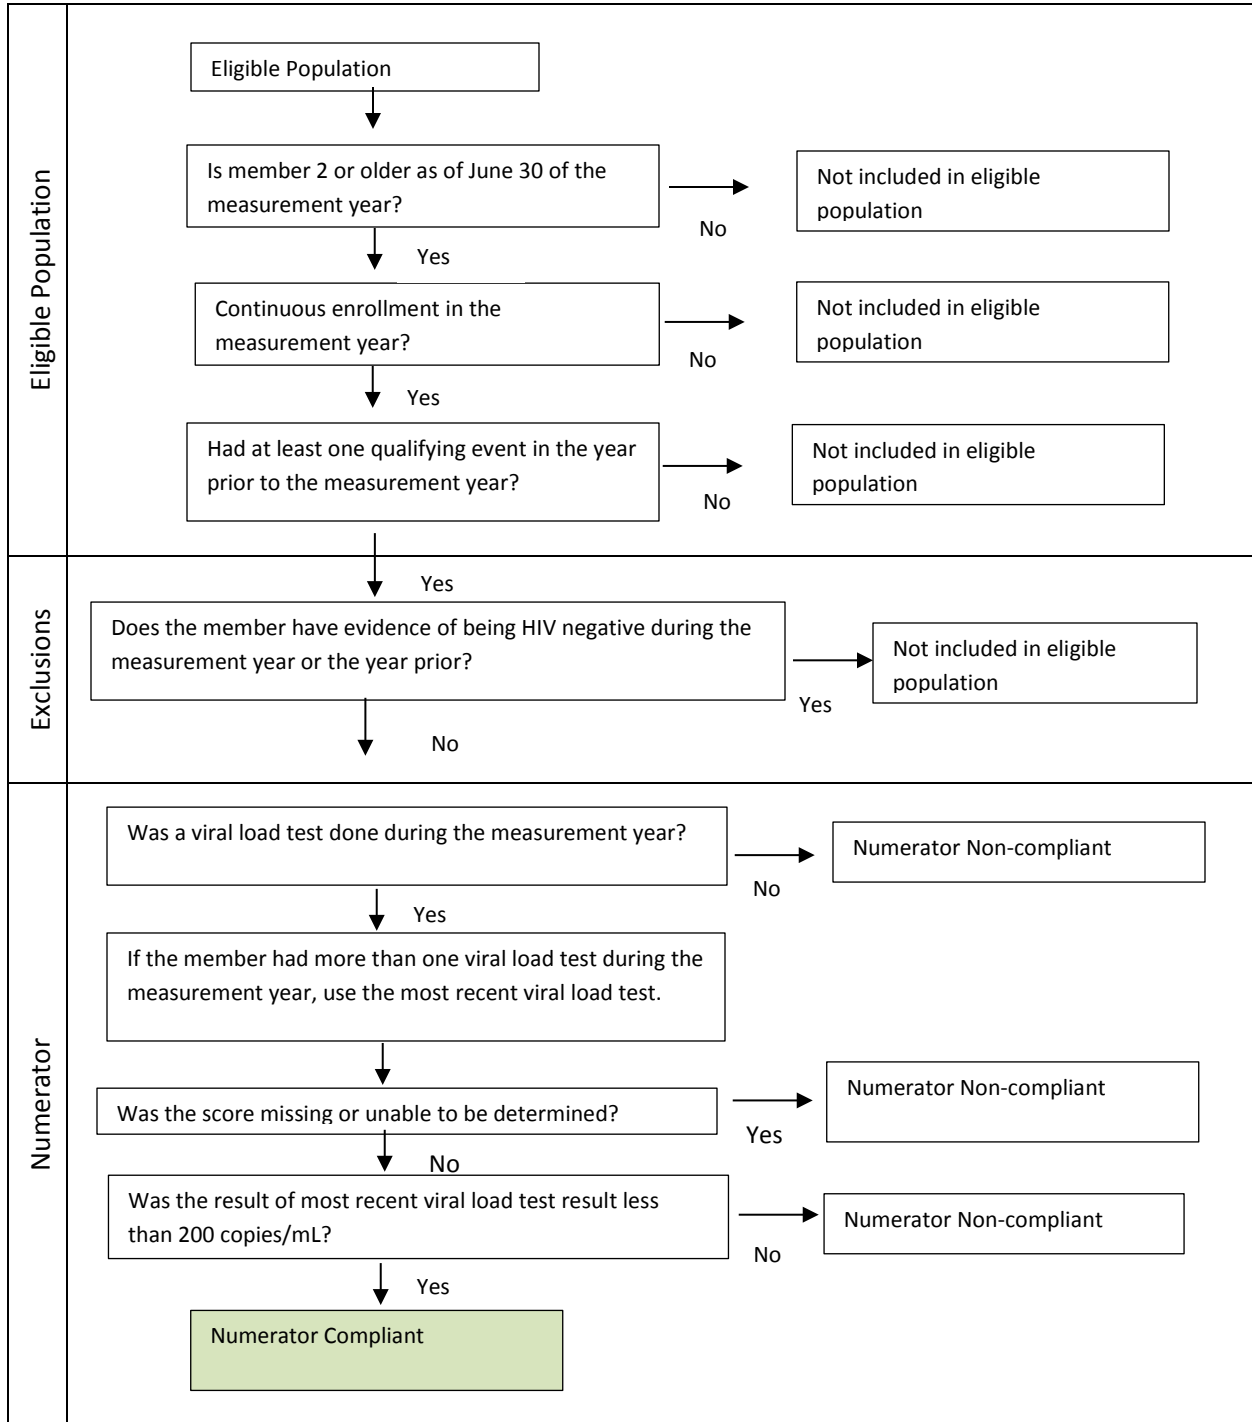 Eligible Population
Eligible Population
Is member 2 or older as of June 30 of the
measurement year?
No
Not included in eligible
population
Yes
Continuous enrollment in the
measurement year?
No
Not included in eligible
population
Yes
Had at least one qualifying event in the year
prior to the measurement year?
No
Not included in eligible
population
Yes
Exclusions
Does the member have evidence of being HIV negative during the
measurement year or the year prior?
Yes
Not included in eligible
population
No
Numerator
Was a viral load test done during the measurement year?
No
Numerator Non-compliant
Yes
If the member had more than one viral load test during the
measurement year, use the most recent viral load test.
Was the score missing or unable to be determined?
Yes
Numerator Non-compliant
No
Was the result of most recent viral load test result less
than 200 copies/mL?
No
Numerator Non-compliant
Yes
Numerator Compliant